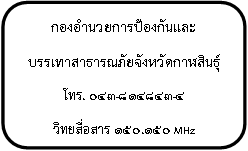 กองอำนวยการป้องกันและ
บรรเทาสาธารณภัยจังหวัดกาฬสินธุ์
โทร. ๐๔๓-๘๑๔๘๔๓-๔
วิทยสื่อสาร ๑๕๐.๑๕๐ MHz